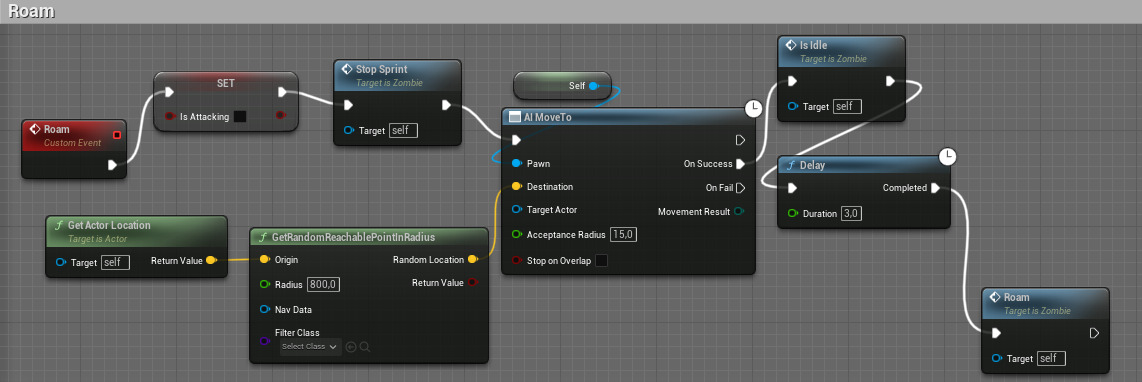 Roam
Is Idle
Target is Zombie
Target
self
SET
Is Attacking
Stop Sprint
Target is Zombie
Target
self
Self
AI MoveTo
Pawn
On Success
Destination
On Fail
Target Actor
Movement Result
Acceptance Radius
15,0
Stop on Overlap
Roam
Custom Event
Delay
Completed
Duration
3,0
Get Actor Location
Target is Actor
Target
self
Return Value
GetRandomReachablePointInRadius
Origin
Random Location
Radius
800,0
Return Value
Nav Data
Filter Class
Select Class
Roam
Target is Zombie
Target
self